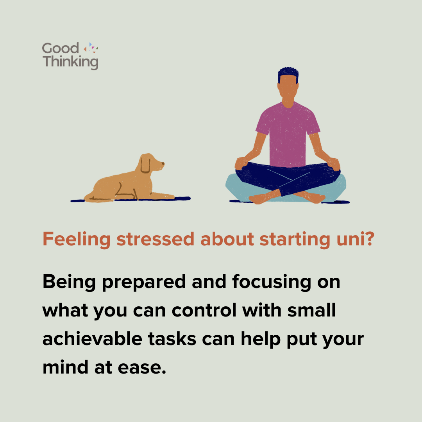 Good
Thinking
Feeling stressed about starting uni?
Being prepared and focusing on
what you can control with small
achievable tasks can help put your
mind at ease.